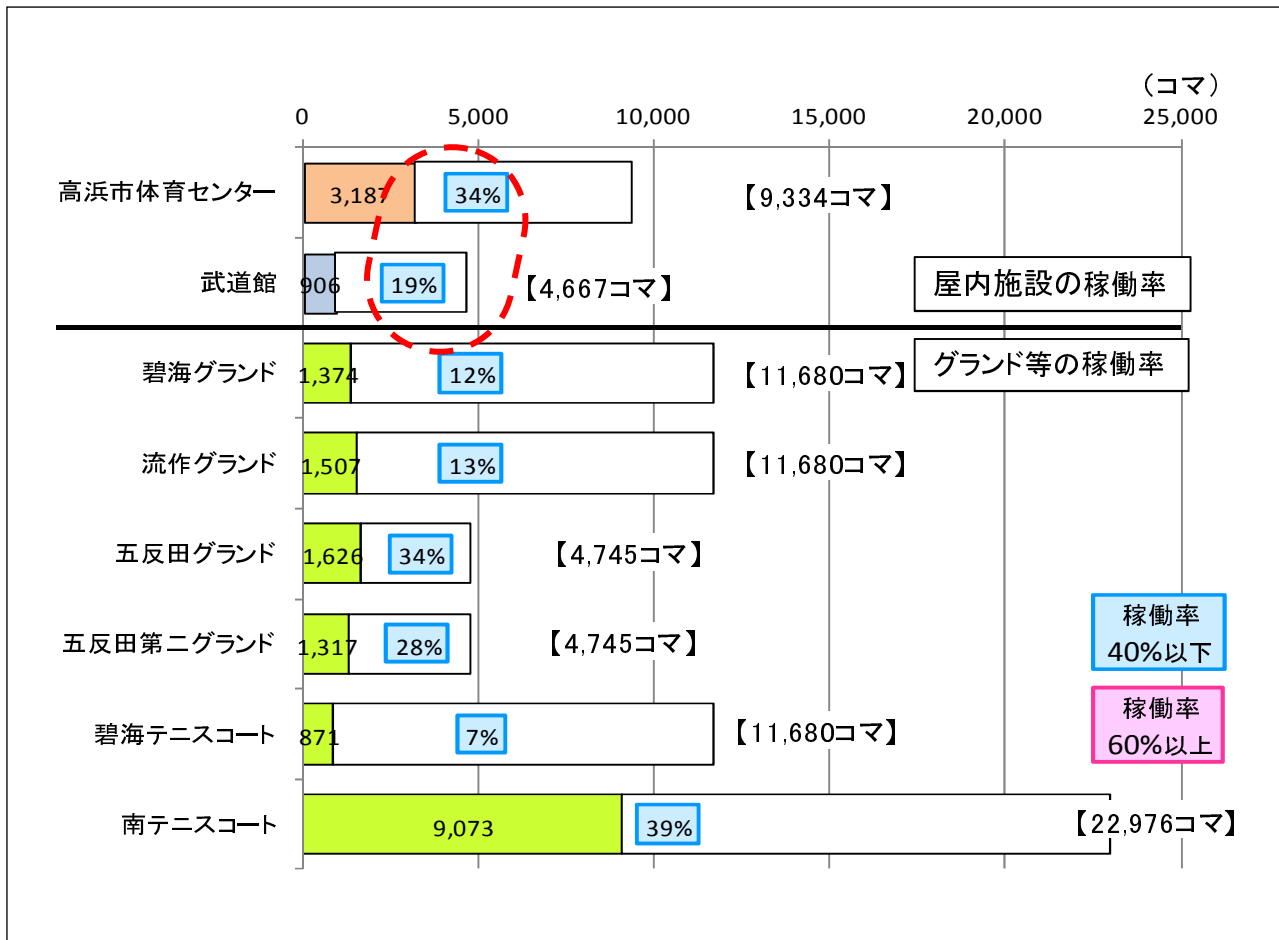 （コマ）
0 5,000 10,000 15,000 20,000 25,000
高浜市体育センター 3,187 34% 【9,334コマ】
武道館 906 19% 【4,667コマ】
屋内施設の稼働率
グランド等の稼働率
碧海グランド 1,374 12% 【11,680コマ】
流作グランド 1,507 13% 【11,680コマ】
五反田グランド 1,626 34% 【4,745コマ】
五反田第二グランド 1,317 28% 【4,745コマ】
稼働率
40%以下
碧海テニスコート 871 7% 【11,680コマ】
稼働率
60%以上
南テニスコート 9,073 39% 【22,976コマ】